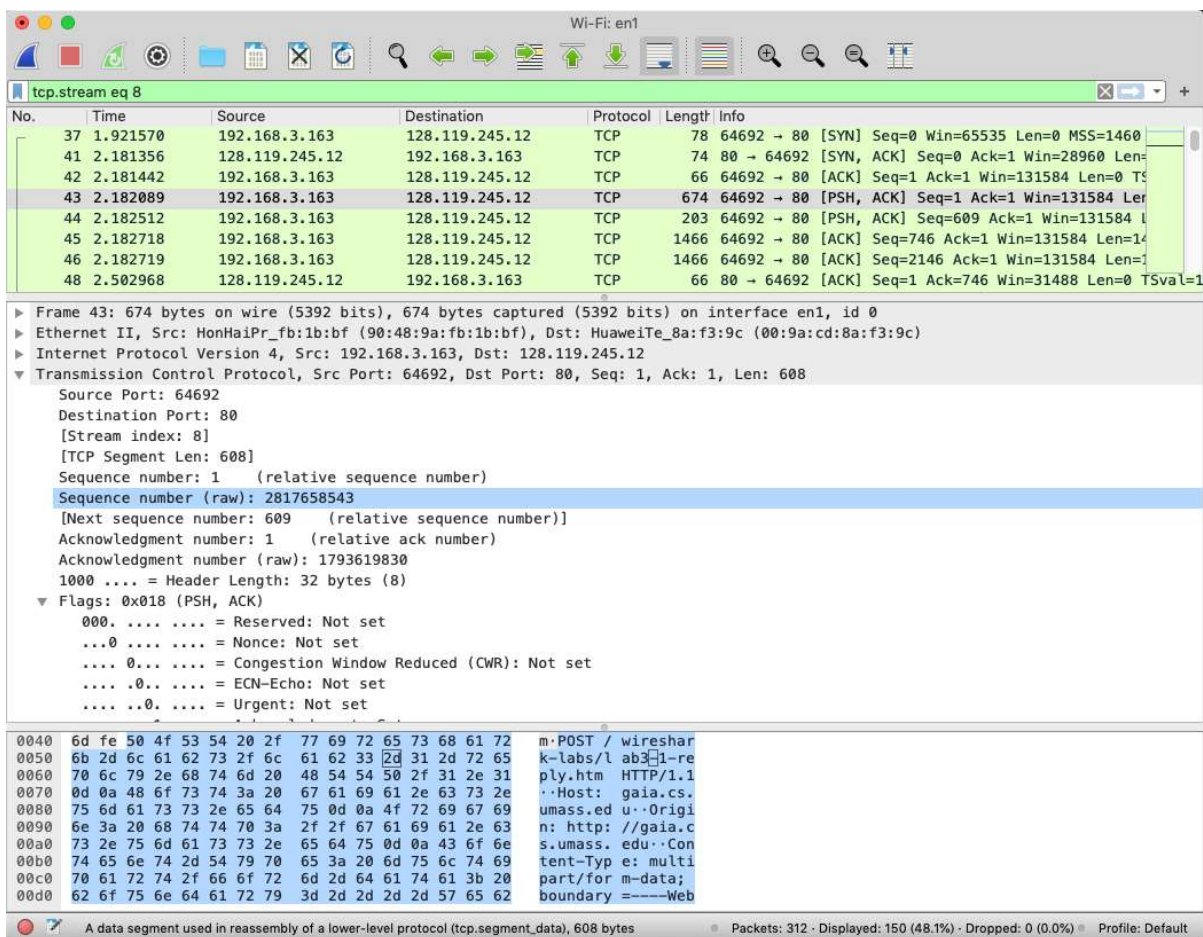 Wi-Fi: en1
tcp.stream eq 8
No. Time Source Destination Protocol Length Info
37 1.921570 192.168.3.163 128.119.245.12 TCP 78 64692 → 80 [SYN] Seq=0 Win=65535 Len=0 MSS=1460
41 2.181356 128.119.245.12 192.168.3.163 TCP 74 80 → 64692 [SYN, ACK] Seq=0 Ack=1 Win=28960 Len=
42 2.181442 192.168.3.163 128.119.245.12 TCP 66 64692 → 80 [ACK] Seq=1 Ack=1 Win=131584 Len=0 TS
43 2.182089 192.168.3.163 128.119.245.12 TCP 674 64692 → 80 [PSH, ACK] Seq=1 Ack=1 Win=131584 Len
44 2.182512 192.168.3.163 128.119.245.12 TCP 203 64692 → 80 [PSH, ACK] Seq=609 Ack=1 Win=131584 L
45 2.182718 192.168.3.163 128.119.245.12 TCP 1466 64692 → 80 [ACK] Seq=746 Ack=1 Win=131584 Len=14
46 2.182719 192.168.3.163 128.119.245.12 TCP 1466 64692 → 80 [ACK] Seq=2146 Ack=1 Win=131584 Len=1
48 2.502968 128.119.245.12 192.168.3.163 TCP 66 80 → 64692 [ACK] Seq=1 Ack=746 Win=31488 Len=0 TSval=1
Frame 43: 674 bytes on wire (5392 bits), 674 bytes captured (5392 bits) on interface en1, id 0
Ethernet II, Src: HonHaiPr_fb:1b:bf (90:48:9a:fb:1b:bf), Dst: HuaweiTe_8a:f3:9c (00:9a:cd:8a:f3:9c)
Internet Protocol Version 4, Src: 192.168.3.163, Dst: 128.119.245.12
Transmission Control Protocol, Src Port: 64692, Dst Port: 80, Seq: 1, Ack: 1, Len: 608
Source Port: 64692
Destination Port: 80
[Stream index: 8]
[TCP Segment Len: 608]
Sequence number: 1 (relative sequence number)
Sequence number (raw): 2817658543
[Next sequence number: 609 (relative sequence number)]
Acknowledgment number: 1 (relative ack number)
Acknowledgment number (raw): 1793619830
1000 .... = Header Length: 32 bytes (8)
Flags: 0x018 (PSH, ACK)
000. .... .... = Reserved: Not set
...0 .... .... = Nonce: Not set
.... 0... .... = Congestion Window Reduced (CWR): Not set
.... .0.. .... = ECN-Echo: Not set
.... ..0. .... = Urgent: Not set
0040 6d fe 50 4f 53 54 20 2f 77 69 72 65 73 68 61 72 m·POST / wireshar
0050 6b 2d 6c 61 62 73 2f 6c 61 62 33 2d 31 2d 72 65 k-labs/l ab3-1-re
0060 70 6c 79 2e 68 74 6d 20 48 54 54 50 2f 31 2e 31 ply.htm HTTP/1.1
0070 0d 0a 48 6f 73 74 3a 20 67 61 69 61 2e 63 73 2e ··Host: gaia.cs.
0080 75 6d 61 73 73 2e 65 64 75 0d 0a 4f 72 69 67 69 umass.ed u··Origi
0090 6e 3a 20 68 74 74 70 3a 2f 2f 67 61 69 61 2e 63 n: http: //gaia.c
00a0 73 2e 75 6d 61 73 73 2e 65 64 75 0d 0a 43 6f 6e s.umass. edu··Con
00b0 74 65 6e 74 2d 54 79 70 65 3a 20 6d 75 6c 74 69 tent-Typ e: multi
00c0 70 61 72 74 2f 66 6f 72 6d 2d 64 61 74 61 3b 20 part/for m-data;
00d0 62 6f 75 6e 64 61 72 79 3d 2d 2d 2d 2d 57 65 62 boundary =----Web
A data segment used in reassembly of a lower-level protocol (tcp.segment_data), 608 bytes Packets: 312 · Displayed: 150 (48.1%) · Dropped: 0 (0.0%) Profile: Default